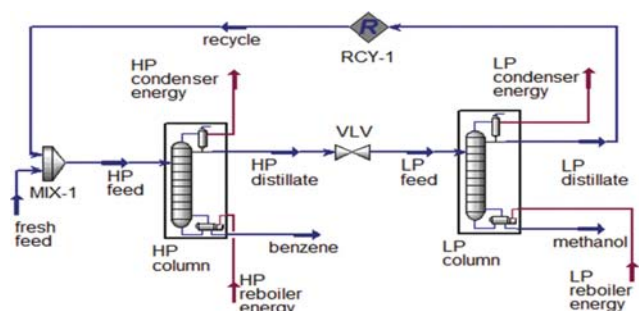 recycle
R
RCY-1
HP
condenser
energy
LP
condenser
energy
VLV
MIX-1
HP
feed
HP
distillate
LP
feed
LP
distillate
fresh
feed
HP
column
benzene
HP
reboiler
energy
LP
column
methanol
LP
reboiler
energy